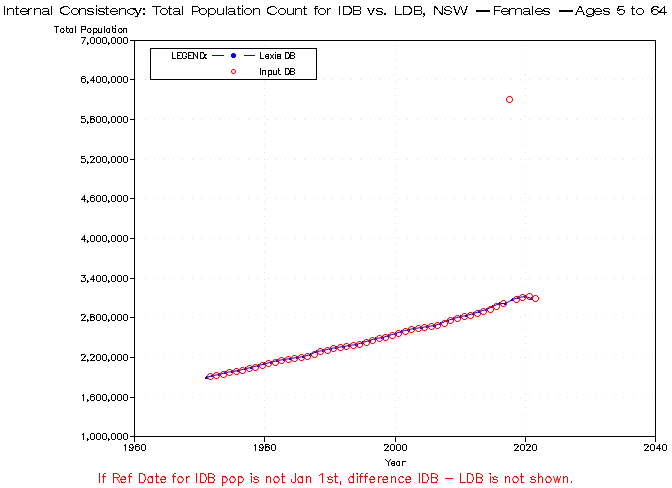 Internal Consistency: Total Population Count for IDB vs. LDB, NSW —Females —Ages 5 to 64
Total Population
7,000,000
LEGEND: Lexis DB
Input DB
6,400,000
5,800,000
5,200,000
4,600,000
4,000,000
3,400,000
2,800,000
2,200,000
1,600,000
1,000,000
1960 1980 2000 2020 2040
Year
If Ref Date for IDB pop is not Jan 1st, difference IDB – LDB is not shown.